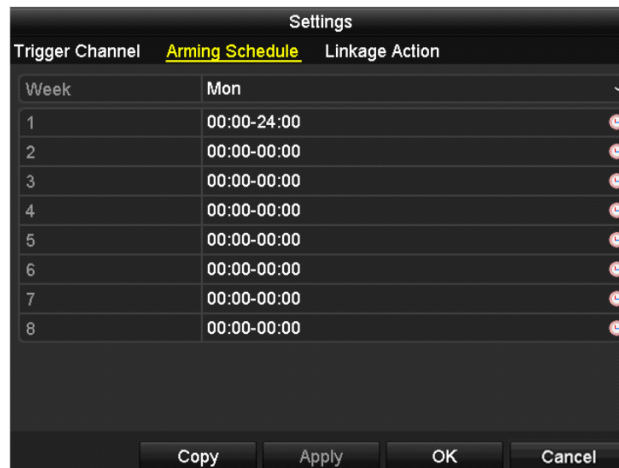 Settings
Trigger Channel Arming Schedule Linkage Action
Week Mon
1 00:00-24:00
2 00:00-00:00
3 00:00-00:00
4 00:00-00:00
5 00:00-00:00
6 00:00-00:00
7 00:00-00:00
8 00:00-00:00
Copy Apply OK Cancel